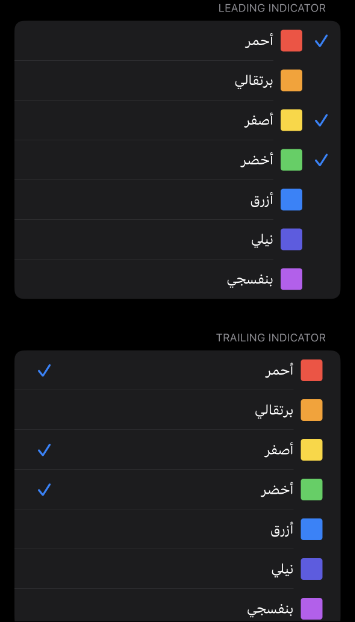 LEADING INDICATOR
أحمر
برتقالي
أصفر
أخضر
أزرق
نيلي
بنفسجي
TRAILING INDICATOR
أحمر
برتقالي
أصفر
أخضر
أزرق
نيلي
بنفسجي